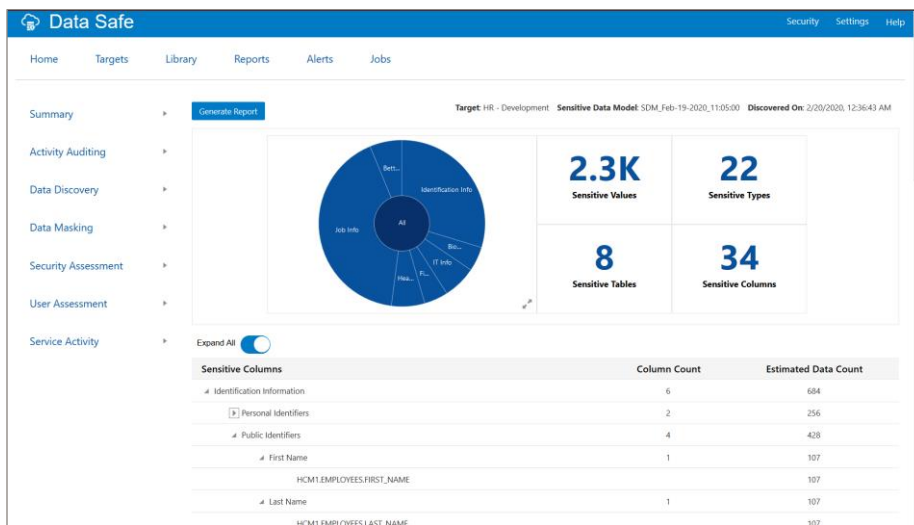 Data Safe
Security Settings Help
Home Targets Library Reports Alerts Jobs
Summary
Activity Auditing
Data Discovery
Data Masking
Security Assessment
User Assessment
Service Activity
Generate Report
Target: HR - Development Sensitive Data Model: SDM_Feb-19-2020_11:05:00 Discovered On: 2/20/2020, 12:36:43 AM
Bett...
Identification Info
Job Info
All
Bio...
IT Info
Fi...
Hea...
2.3K
Sensitive Values
22
Sensitive Types
8
Sensitive Tables
34
Sensitive Columns
Expand All
Sensitive Columns Column Count Estimated Data Count
Identification Information 6 684
Personal Identifiers 2 256
Public Identifiers 4 428
First Name 1 107
HCM1.EMPLOYEES.FIRST_NAME 107
Last Name 1 107
HCM1.EMPLOYEES.LAST_NAME 107